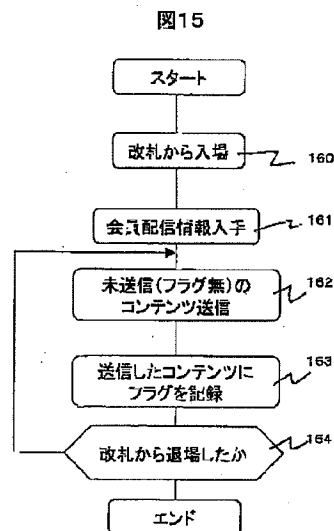 図15
スタート
改札から入場
160
会員配信情報入手
161
未送信(フラグ無)の
コンテンツ送信
162
送信したコンテンツに
フラグを記録
163
改札から退場したか
164
エンド